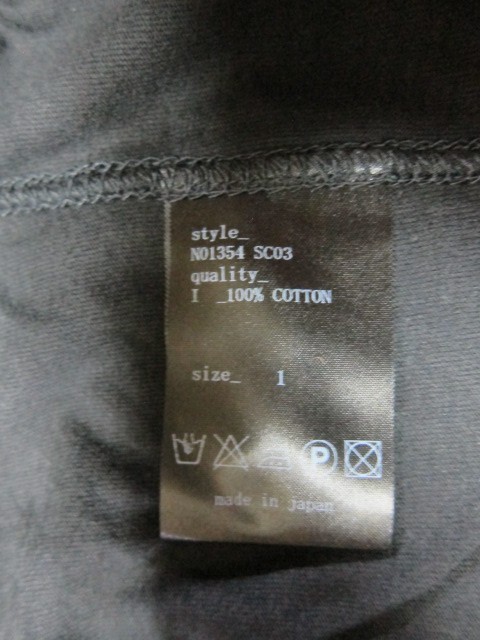 style_
N01354 SC03
quality_
I _100% COTTON
size_ 1
P
made in japan